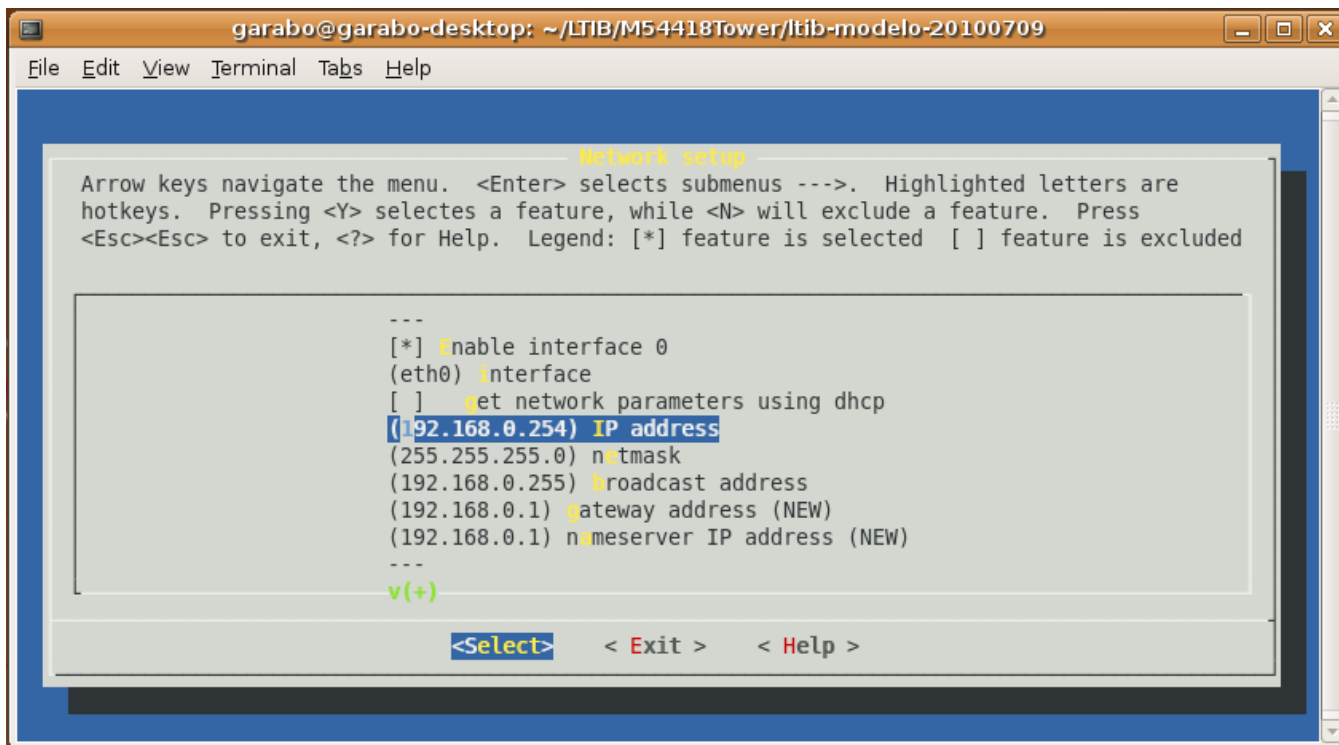 garabo@garabo-desktop: ~/LTIB/M54418Tower/ltib-modelo-20100709
File Edit View Terminal Tabs Help
Network setup
Arrow keys navigate the menu. <Enter> selects submenus --->. Highlighted letters are
hotkeys. Pressing <Y> selectes a feature, while <N> will exclude a feature. Press
<Esc><Esc> to exit, <?> for Help. Legend: [*] feature is selected [ ] feature is excluded
---
[*] Enable interface 0
(eth0) interface
[ ] get network parameters using dhcp
(192.168.0.254) IP address
(255.255.255.0) netmask
(192.168.0.255) broadcast address
(192.168.0.1) gateway address (NEW)
(192.168.0.1) nameserver IP address (NEW)
---
v(+)
<Select> < Exit > < Help >